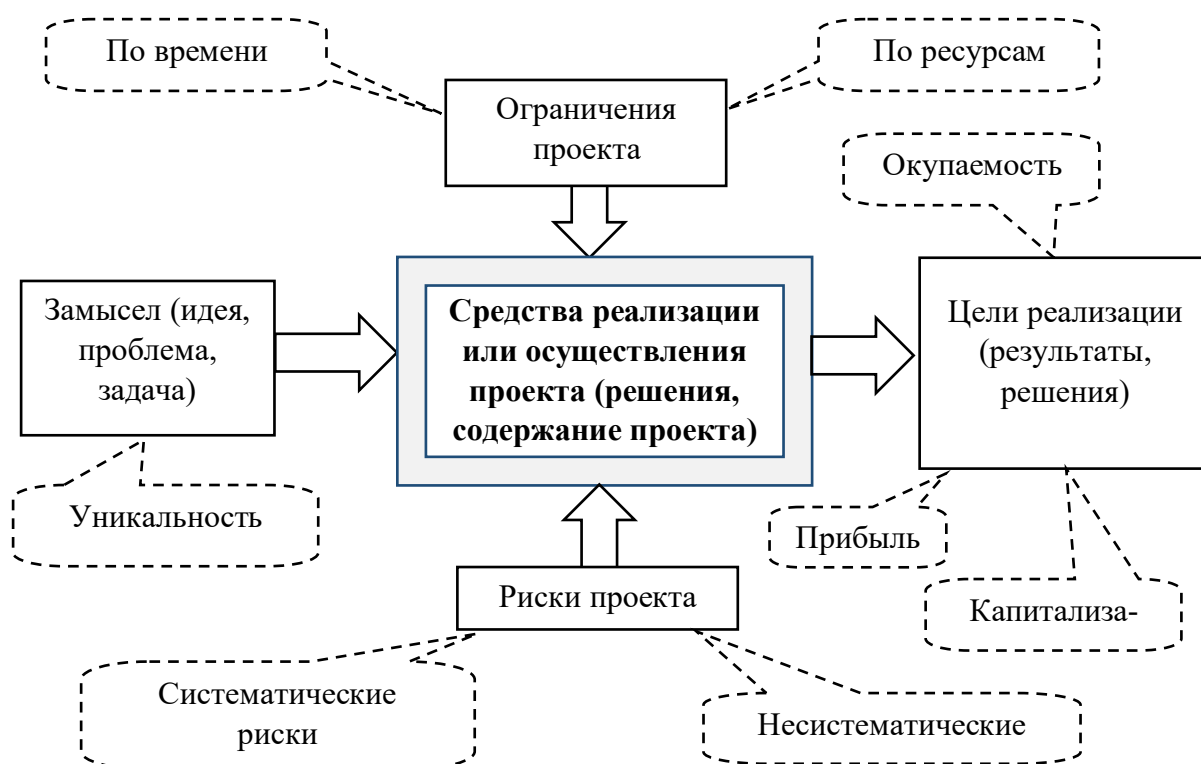 По времени
По ресурсам
Ограничения
проекта
Окупаемость
Замысел (идея,
проблема,
задача)
Средства реализации
или осуществления
проекта (решения,
содержание проекта)
Цели реализации
(результаты,
решения)
Уникальность
Прибыль
Риски проекта
Капитализа-
Систематические
риски
Несистематические